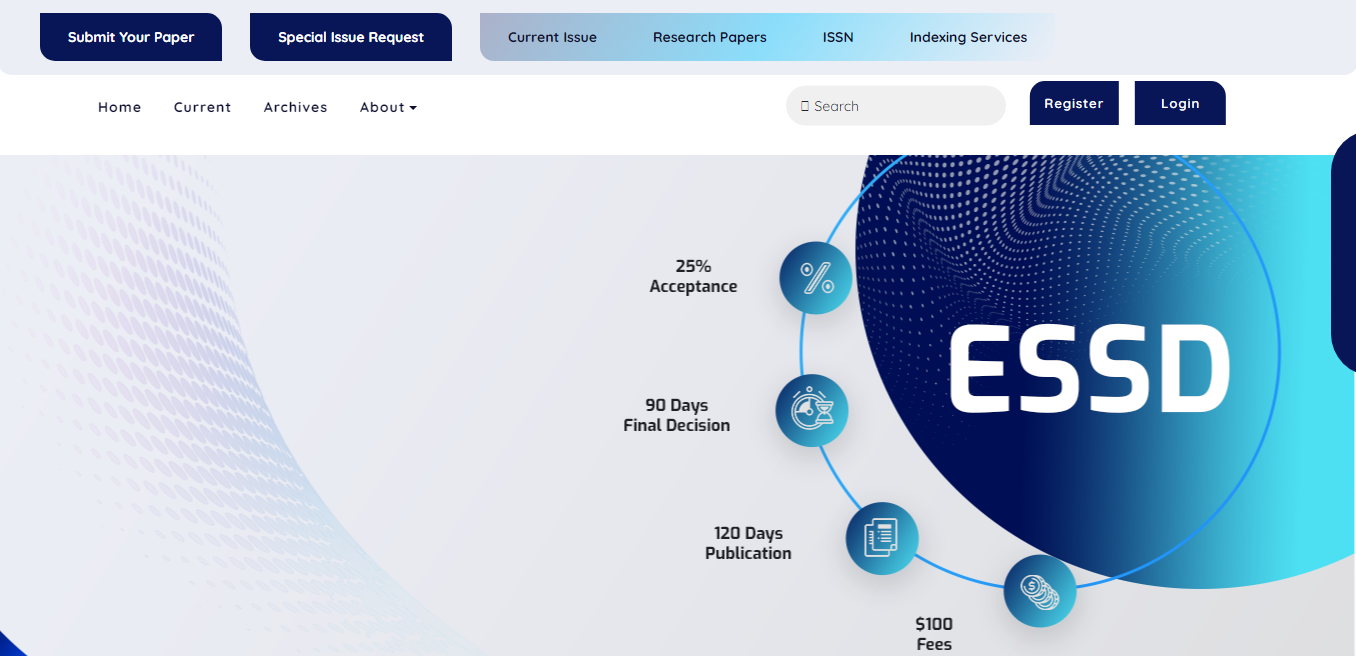 Submit Your Paper
Special Issue Request
Current Issue
Research Papers
ISSN
Indexing Services
Home
Current
Archives
About
Search
Register
Login
25%
Acceptance
90 Days
Final Decision
ESSD
120 Days
Publication
$100
Fees